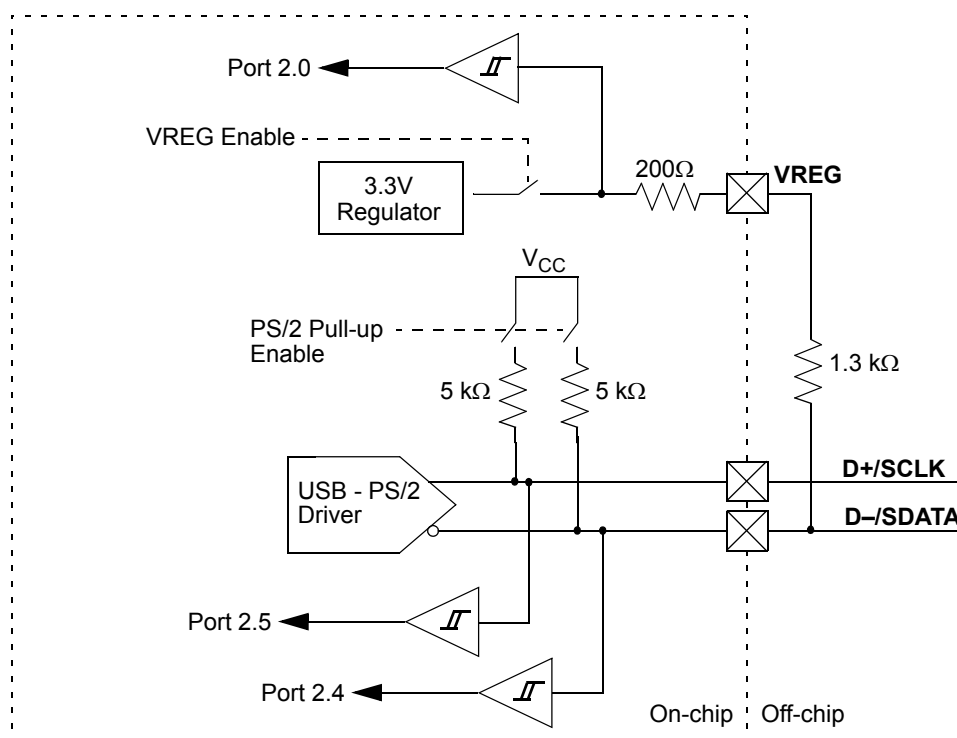 Port 2.0
VREG Enable
3.3V
Regulator
200Ω
VREG
VCC
PS/2 Pull-up
Enable
5 kΩ
5 kΩ
1.3 kΩ
USB - PS/2
Driver
D+/SCLK
D–/SDATA
Port 2.5
Port 2.4
On-chip
Off-chip